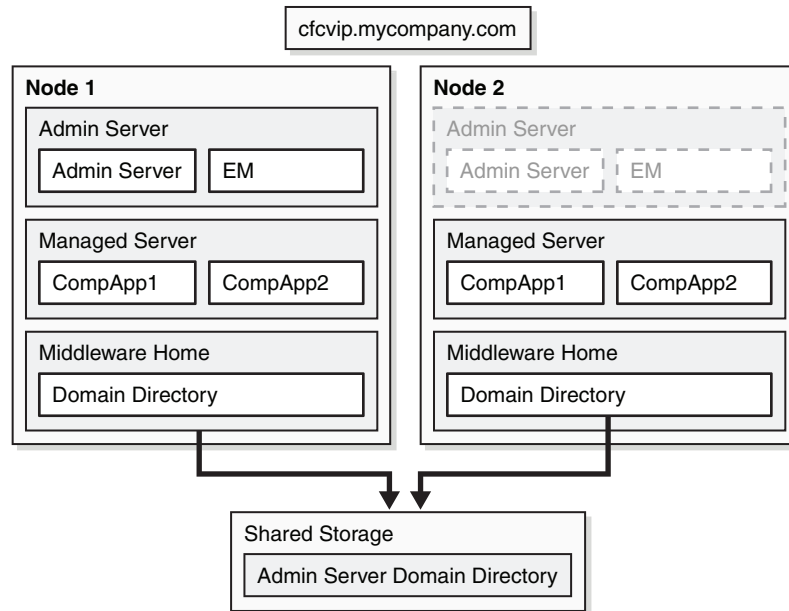 cfcvip.mycompany.com
Node 1
Admin Server
Admin Server
EM
Managed Server
CompApp1
CompApp2
Middleware Home
Domain Directory
Node 2
Admin Server
Admin Server
EM
Managed Server
CompApp1
CompApp2
Middleware Home
Domain Directory
Shared Storage
Admin Server Domain Directory